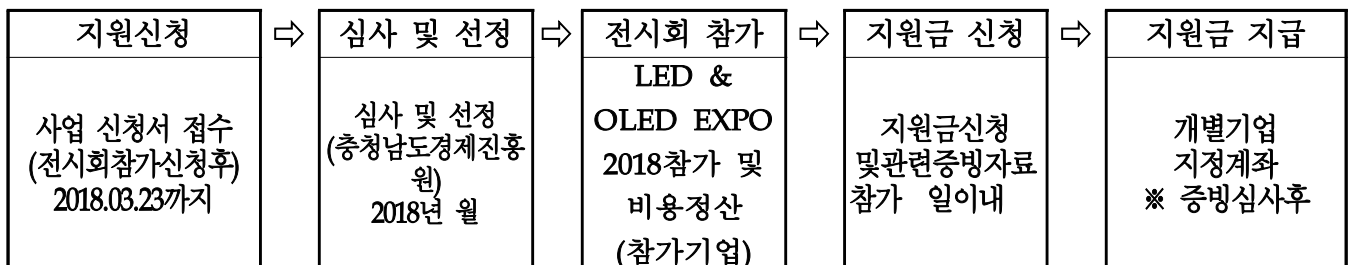 지원신청 ⇨ 심사 및 선정 ⇨ 전시회 참가 ⇨ 지원금 신청 ⇨ 지원금 지급
사업 신청서 접수
(전시회참가신청후)
2018.03.23까지
심사 및 선정
(충청남도경제진흥
원)
2018년 월
LED &
OLED EXPO
2018참가 및
비용정산
(참가기업)
지원금신청
및관련증빙자료
참가 일이내
개별기업
지정계좌
※ 증빙심사후